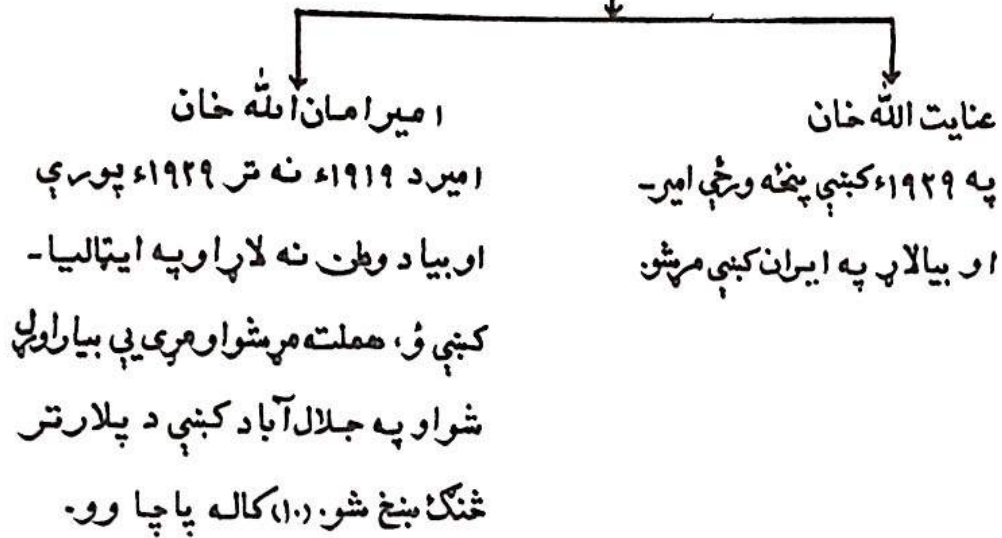 عنایت اللّٰه خان
په ۱۹۲۹ء کښې پنځه ورځې امیر-
او بیا لاړ په ایران کښې مړ شو.
امیر امان اللّٰه خان
امیر د ۱۹۱۹ء نه تر ۱۹۲۹ء پورې
او بیا د وطن نه لاړ او په ایټالیا-
کښې ؤ، هملته مړ شو او مړی یې بیا راوړل
شو او په جلال آباد کښې د پلار تر
څنګ ښخ شو. (۱۰) کاله پاچا وو-